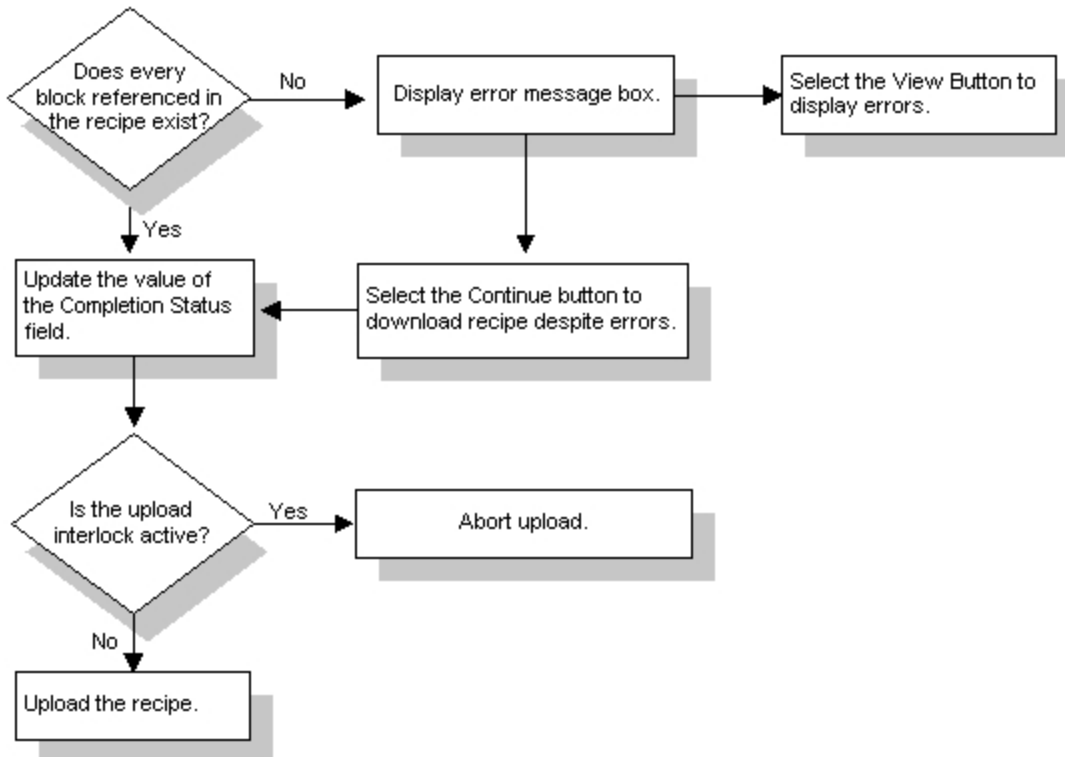 Does every
block referenced in
the recipe exist?
No
Display error message box.
Select the View Button to
display errors.
Yes
Update the value of
the Completion Status
field.
Select the Continue button to
download recipe despite errors.
Is the upload
interlock active?
Yes
Abort upload.
No
Upload the recipe.